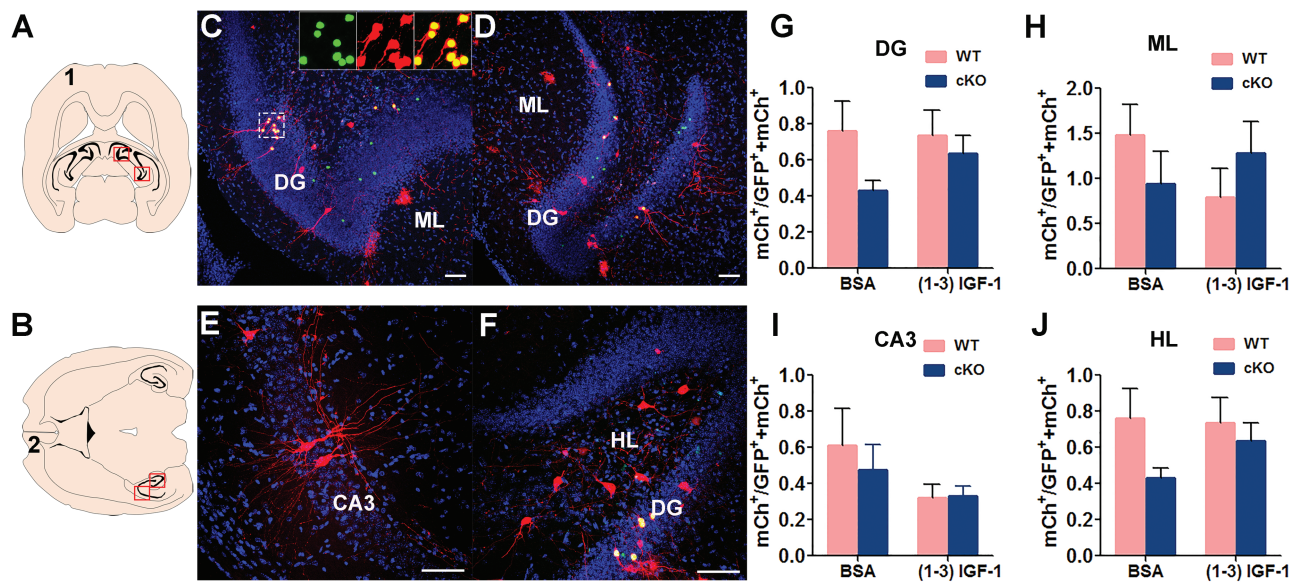 A
1
B
2
C
DG
ML
D
ML
DG
E
CA3
F
HL
DG
G
DG
WT
cKO
mCh⁺/GFP⁺+mCh⁺
1.0
0.8
0.6
0.4
0.2
0.0
BSA (1-3) IGF-1
H
ML
WT
cKO
mCh⁺/GFP⁺+mCh⁺
2.0
1.5
1.0
0.5
0.0
BSA (1-3) IGF-1
I
CA3
WT
cKO
mCh⁺/GFP⁺+mCh⁺
1.0
0.8
0.6
0.4
0.2
0.0
BSA (1-3) IGF-1
J
HL
WT
cKO
mCh⁺/GFP⁺+mCh⁺
1.0
0.8
0.6
0.4
0.2
0.0
BSA (1-3) IGF-1